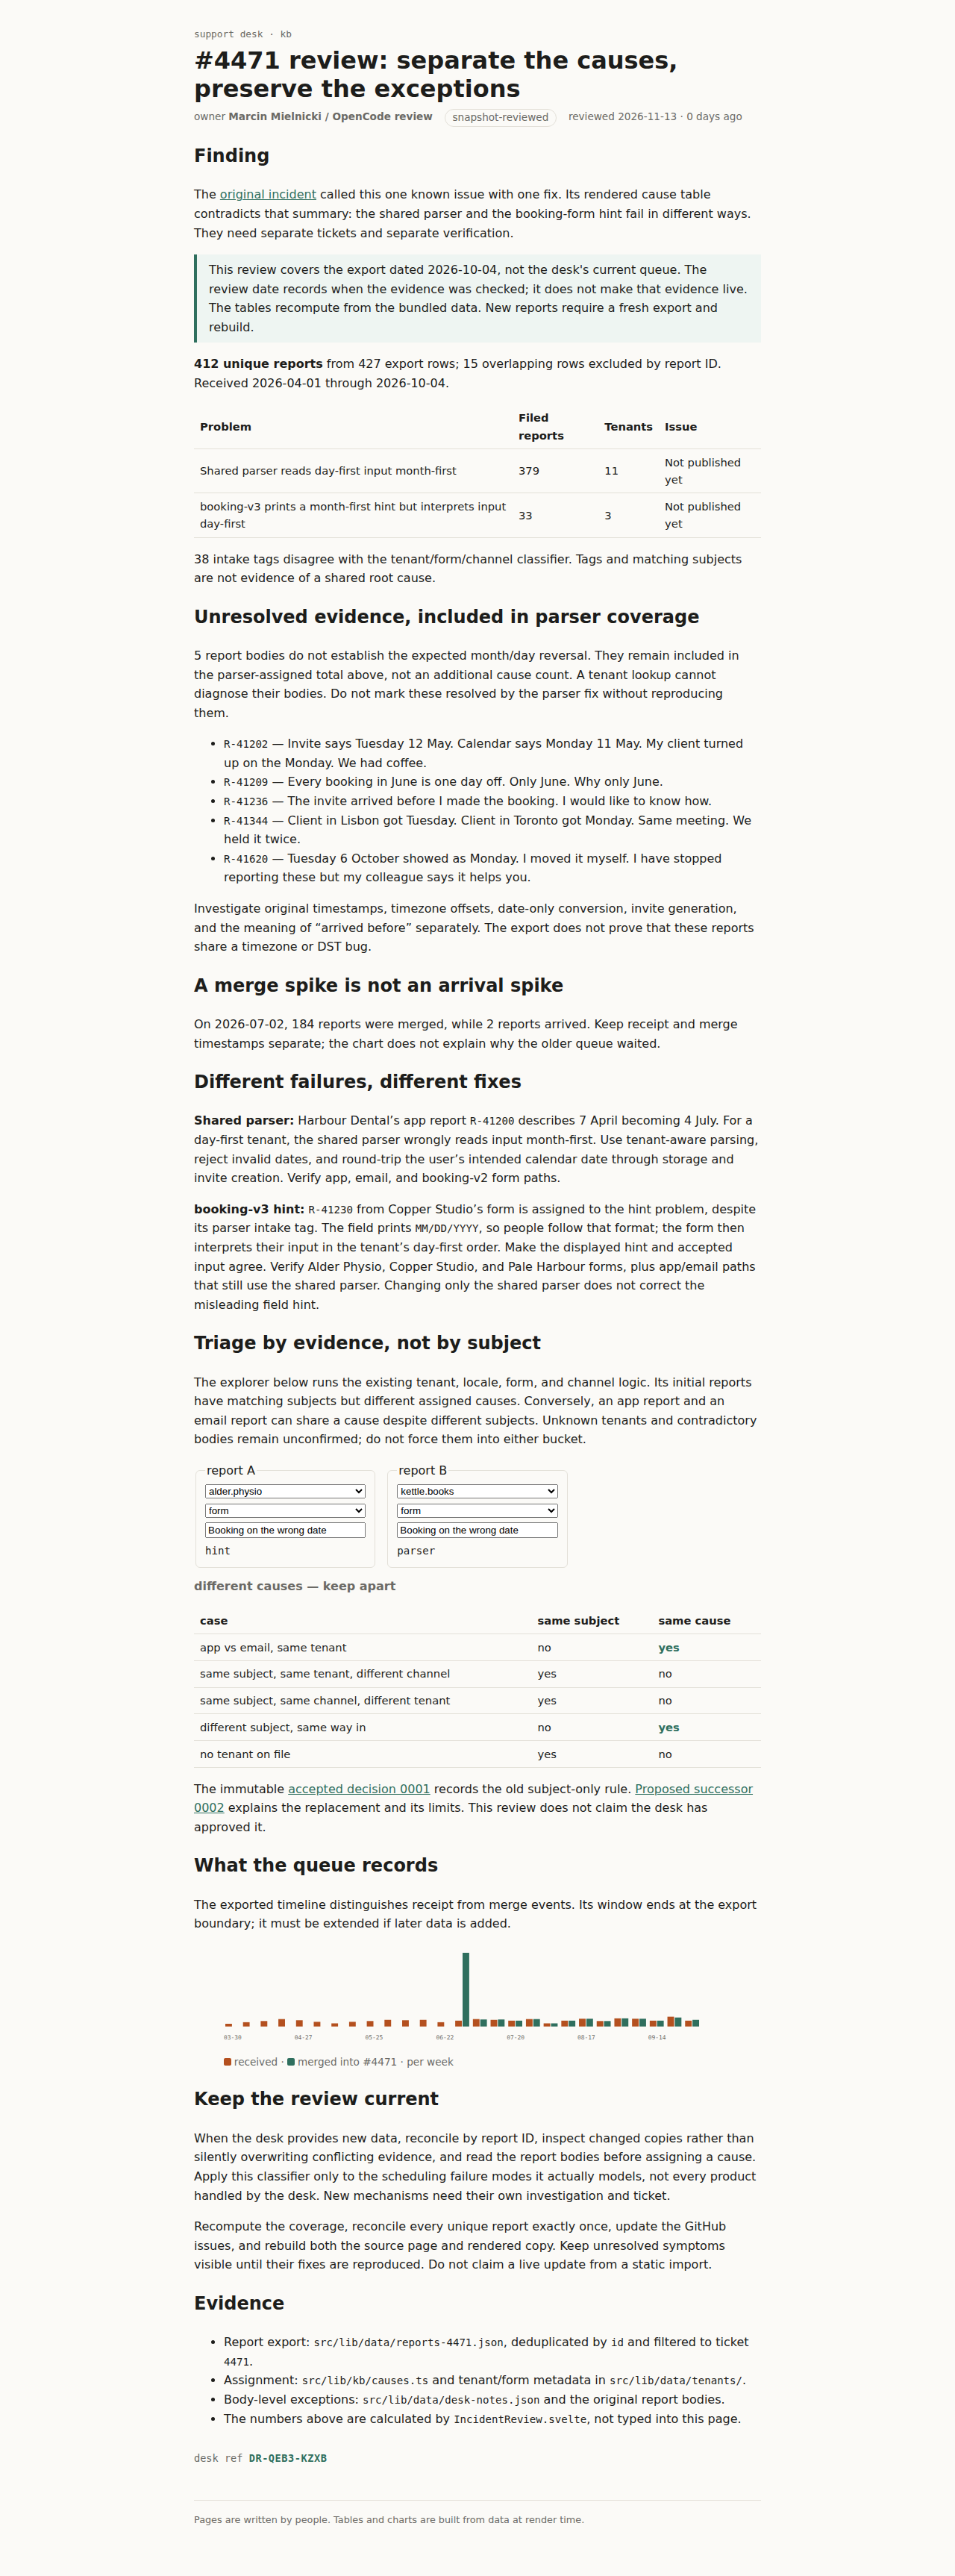 support desk · kb
#4471 review: separate the causes,
preserve the exceptions
owner Marcin Mielnicki / OpenCode review snapshot-reviewed reviewed 2026-11-13 · 0 days ago
Finding
The original incident called this one known issue with one fix. Its rendered cause table
contradicts that summary: the shared parser and the booking-form hint fail in different ways.
They need separate tickets and separate verification.
This review covers the export dated 2026-10-04, not the desk's current queue. The
review date records when the evidence was checked; it does not make that evidence live.
The tables recompute from the bundled data. New reports require a fresh export and
rebuild.
412 unique reports from 427 export rows; 15 overlapping rows excluded by report ID.
Received 2026-04-01 through 2026-10-04.
Problem Filed reports Tenants Issue
Shared parser reads day-first input month-first 379 11 Not published yet
booking-v3 prints a month-first hint but interprets input day-first 33 3 Not published yet
38 intake tags disagree with the tenant/form/channel classifier. Tags and matching subjects
are not evidence of a shared root cause.
Unresolved evidence, included in parser coverage
5 report bodies do not establish the expected month/day reversal. They remain included in
the parser-assigned total above, not an additional cause count. A tenant lookup cannot
diagnose their bodies. Do not mark these resolved by the parser fix without reproducing
them.
• R-41202 — Invite says Tuesday 12 May. Calendar says Monday 11 May. My client turned
up on the Monday. We had coffee.
• R-41209 — Every booking in June is one day off. Only June. Why only June.
• R-41236 — The invite arrived before I made the booking. I would like to know how.
• R-41344 — Client in Lisbon got Tuesday. Client in Toronto got Monday. Same meeting. We
held it twice.
• R-41620 — Tuesday 6 October showed as Monday. I moved it myself. I have stopped
reporting these but my colleague says it helps you.
Investigate original timestamps, timezone offsets, date-only conversion, invite generation,
and the meaning of “arrived before” separately. The export does not prove that these reports
share a timezone or DST bug.
A merge spike is not an arrival spike
On 2026-07-02, 184 reports were merged, while 2 reports arrived. Keep receipt and merge
timestamps separate; the chart does not explain why the older queue waited.
Different failures, different fixes
Shared parser: Harbour Dental’s app report R-41200 describes 7 April becoming 4 July. For a
day-first tenant, the shared parser wrongly reads input month-first. Use tenant-aware parsing,
reject invalid dates, and round-trip the user’s intended calendar date through storage and
invite creation. Verify app, email, and booking-v2 form paths.
booking-v3 hint: R-41230 from Copper Studio’s form is assigned to the hint problem, despite
its parser intake tag. The field prints MM/DD/YYYY, so people follow that format; the form then
interprets their input in the tenant’s day-first order. Make the displayed hint and accepted
input agree. Verify Alder Physio, Copper Studio, and Pale Harbour forms, plus app/email paths
that still use the shared parser. Changing only the shared parser does not correct the
misleading field hint.
Triage by evidence, not by subject
The explorer below runs the existing tenant, locale, form, and channel logic. Its initial reports
have matching subjects but different assigned causes. Conversely, an app report and an
email report can share a cause despite different subjects. Unknown tenants and contradictory
bodies remain unconfirmed; do not force them into either bucket.
report A
alder.physio
form
Booking on the wrong date
hint
report B
kettle.books
form
Booking on the wrong date
parser
different causes — keep apart
case same subject same cause
app vs email, same tenant no yes
same subject, same tenant, different channel yes no
same subject, same channel, different tenant yes no
different subject, same way in no yes
no tenant on file yes no
The immutable accepted decision 0001 records the old subject-only rule. Proposed successor
0002 explains the replacement and its limits. This review does not claim the desk has
approved it.
What the queue records
The exported timeline distinguishes receipt from merge events. Its window ends at the export
boundary; it must be extended if later data is added.
03-30 04-27 05-25 06-22 07-20 08-17 09-14
received · merged into #4471 · per week
Keep the review current
When the desk provides new data, reconcile by report ID, inspect changed copies rather than
silently overwriting conflicting evidence, and read the report bodies before assigning a cause.
Apply this classifier only to the scheduling failure modes it actually models, not every product
handled by the desk. New mechanisms need their own investigation and ticket.
Recompute the coverage, reconcile every unique report exactly once, update the GitHub
issues, and rebuild both the source page and rendered copy. Keep unresolved symptoms
visible until their fixes are reproduced. Do not claim a live update from a static import.
Evidence
• Report export: src/lib/data/reports-4471.json, deduplicated by id and filtered to ticket
4471.
• Assignment: src/lib/kb/causes.ts and tenant/form metadata in src/lib/data/tenants/.
• Body-level exceptions: src/lib/data/desk-notes.json and the original report bodies.
• The numbers above are calculated by IncidentReview.svelte, not typed into this page.
desk ref DR-QEB3-KZXB
Pages are written by people. Tables and charts are built from data at render time.